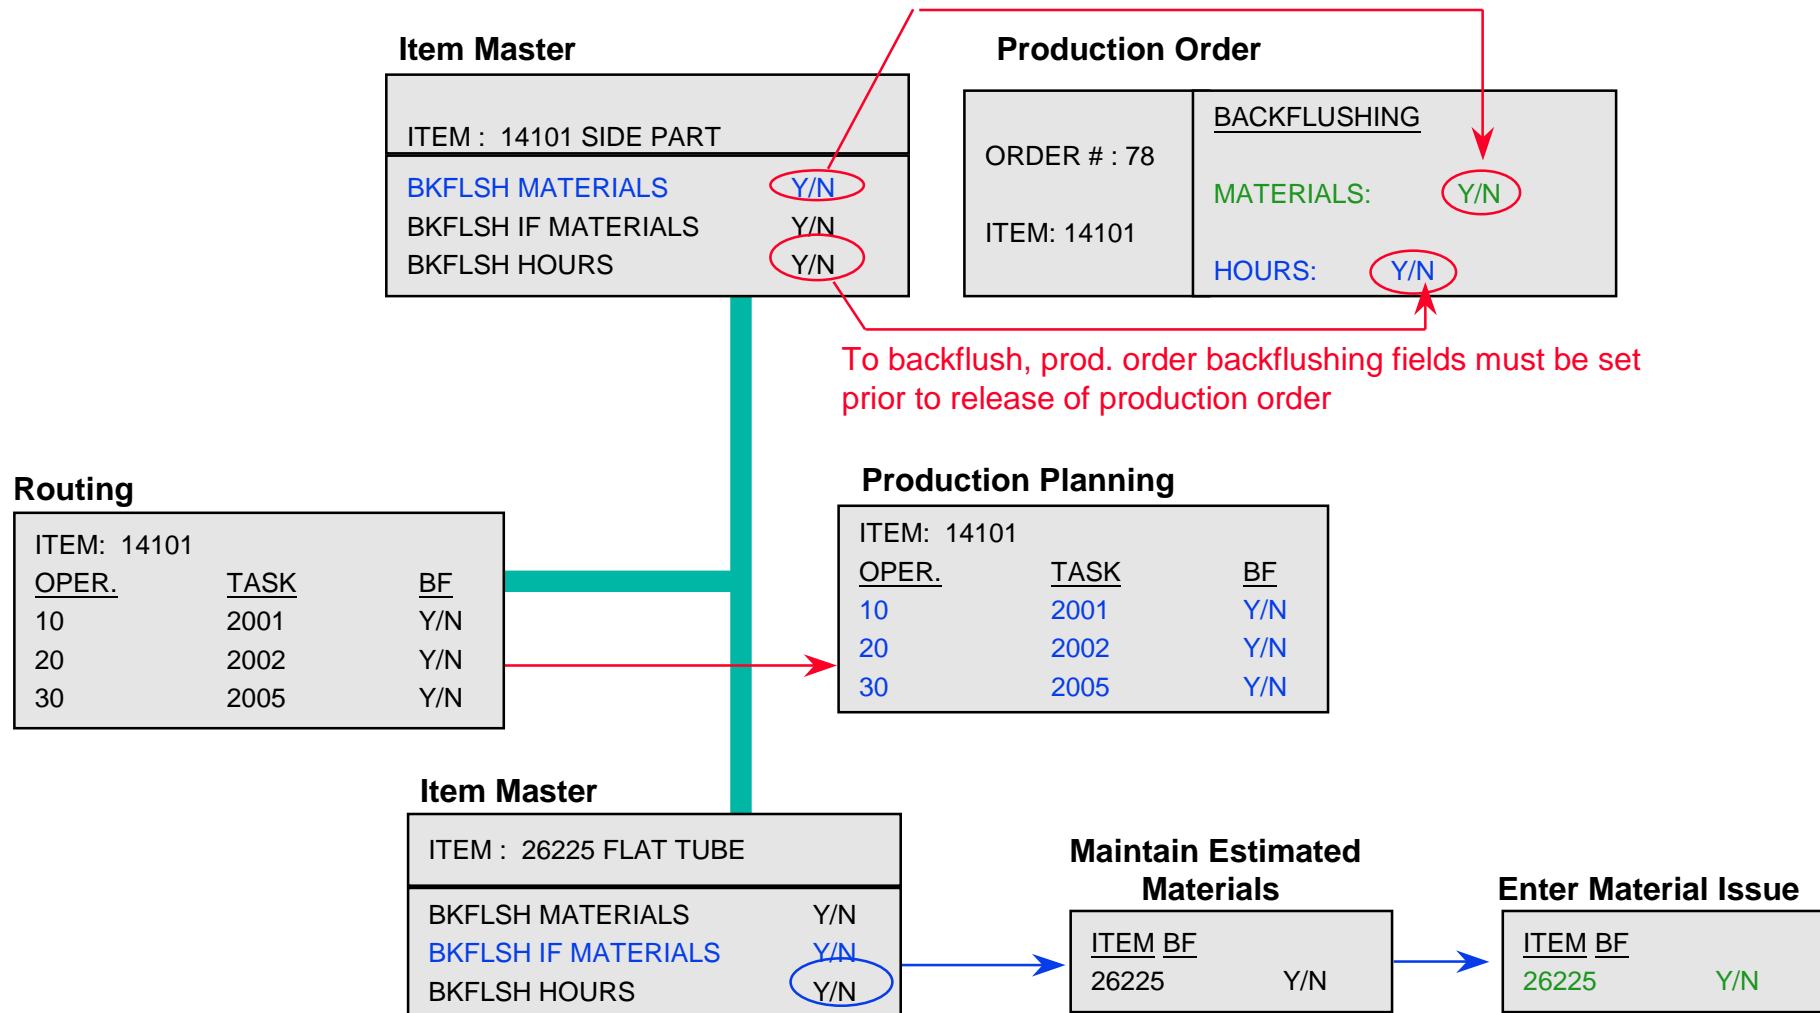 Item Master
ITEM :  14101 SIDE PART
BKFLSH MATERIALS Y/N
BKFLSH IF MATERIALS Y/N
BKFLSH HOURS Y/N
Production Order
ORDER # : 78
ITEM: 14101
BACKFLUSHING
MATERIALS: Y/N
HOURS: Y/N
To backflush, prod. order backflushing fields must be set
prior to release of production order
Routing
ITEM:  14101
OPER. TASK BF
10 2001 Y/N
20 2002 Y/N
30 2005 Y/N
Production Planning
ITEM:  14101
OPER. TASK BF
10 2001 Y/N
20 2002 Y/N
30 2005 Y/N
Item Master
ITEM :  26225 FLAT TUBE
BKFLSH MATERIALS Y/N
BKFLSH IF MATERIALS Y/N
BKFLSH HOURS Y/N
Maintain Estimated
Materials
ITEM BF
26225 Y/N
Enter Material Issue
ITEM BF
26225 Y/N